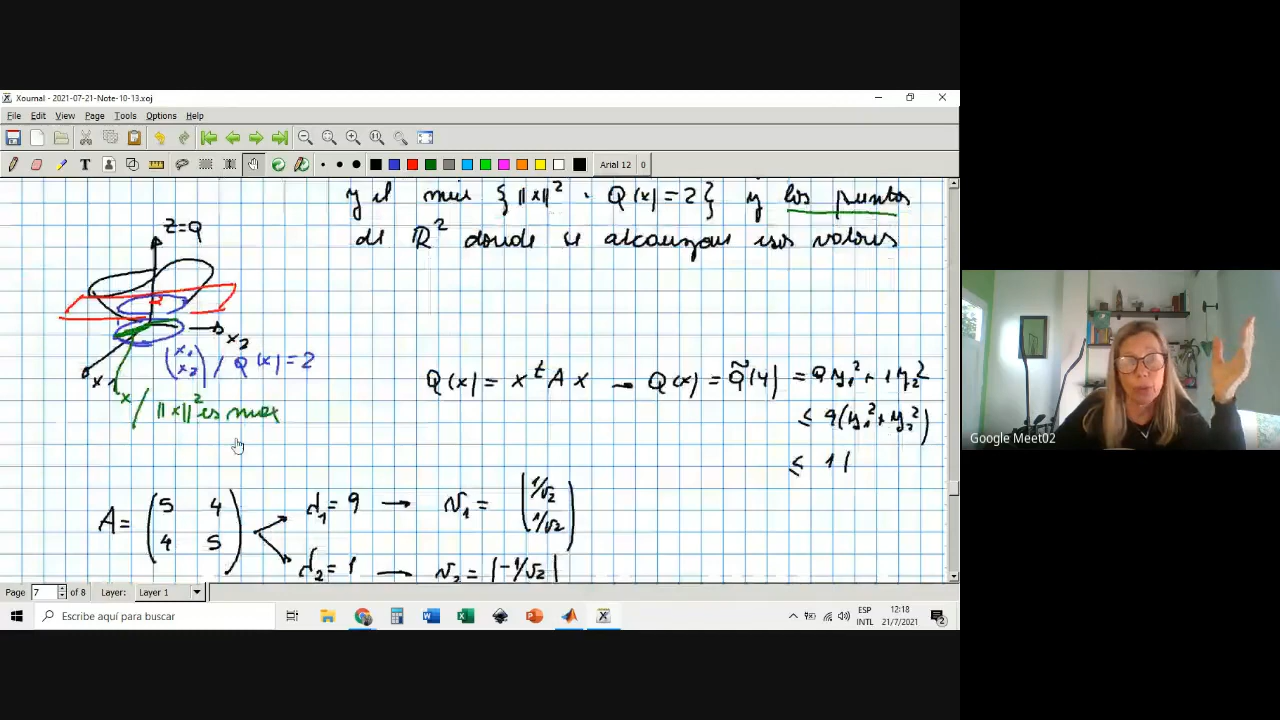 Xournal - 2021-07-21-Note-10-13.xoj
File Edit View Page Tools Options Help
Arial 12 0
y el mín {‖x‖² · Q(x)=2} y los puntos
de ℝ² donde se alcanzan esos valores
z=Q
x₂
x₁
(x₁ x₂) / Q(x)=2
x / ‖x‖² es max
Q(x) = xᵗ A x → Q(x) = Q̃(y) = 9y₁² + 1y₂²
≤ 9(y₁²+y₂²)
≤ 1
A = (5 4
4 5)
λ₁ = 9 → v₁ = (1/√2
1/√2)
λ₂ = 1 → v₂ = (-1/√2
Google Meet02
Page 7 of 8 Layer: Layer 1
Escribe aquí para buscar
ESP
INTL
12:18
21/7/2021
2